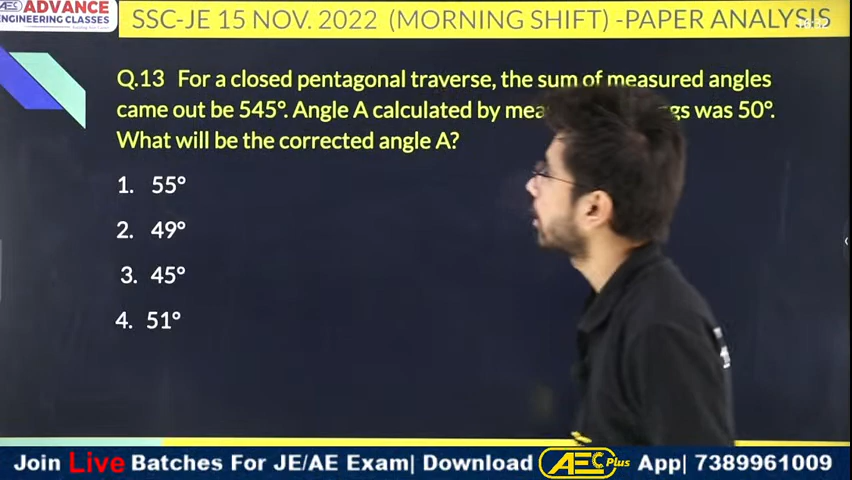 ADVANCE
ENGINEERING CLASSES
SSC-JE 15 NOV. 2022 (MORNING SHIFT) -PAPER ANALYSIS
Q.13 For a closed pentagonal traverse, the sum of measured angles
came out be 545°. Angle A calculated by was 50°.
What will be the corrected angle A?
1. 55°
2. 49°
3. 45°
4. 51°
Join Live Batches For JE/AE Exam| Download AEC Plus App| 7389961009